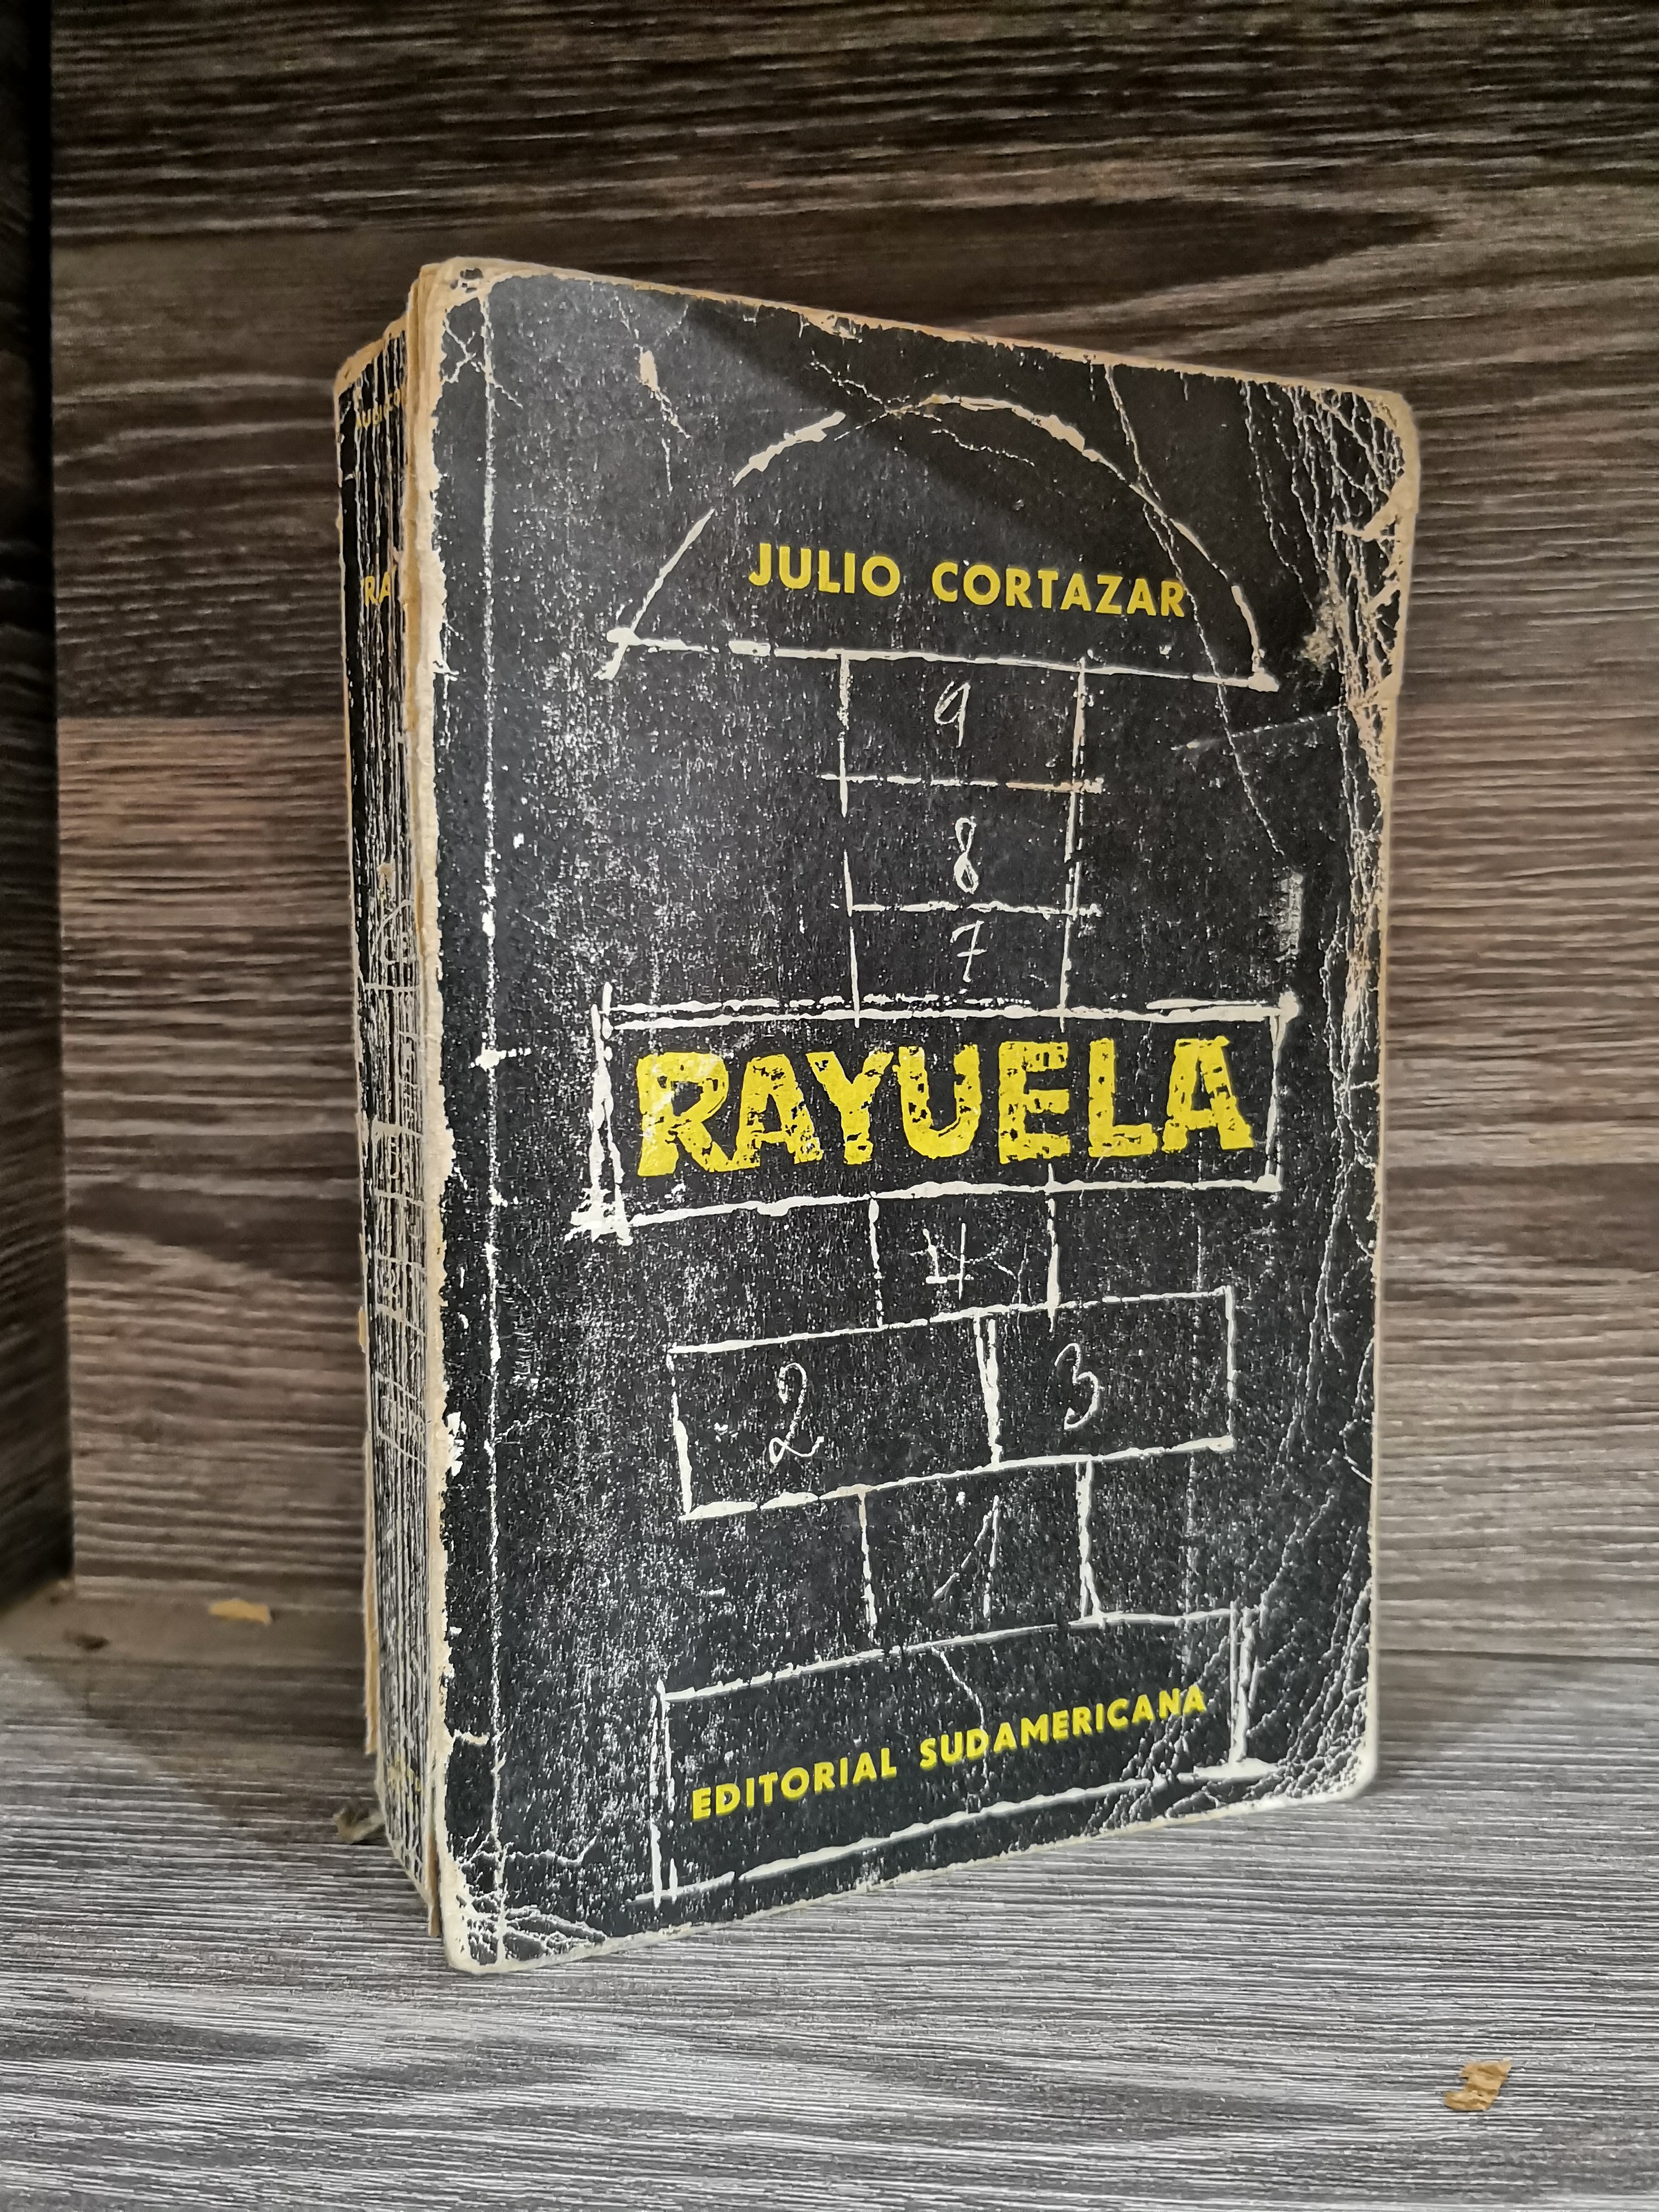 JULIO CORTAZAR
9
8
7
RAYUELA
4
2 3
1
EDITORIAL SUDAMERICANA